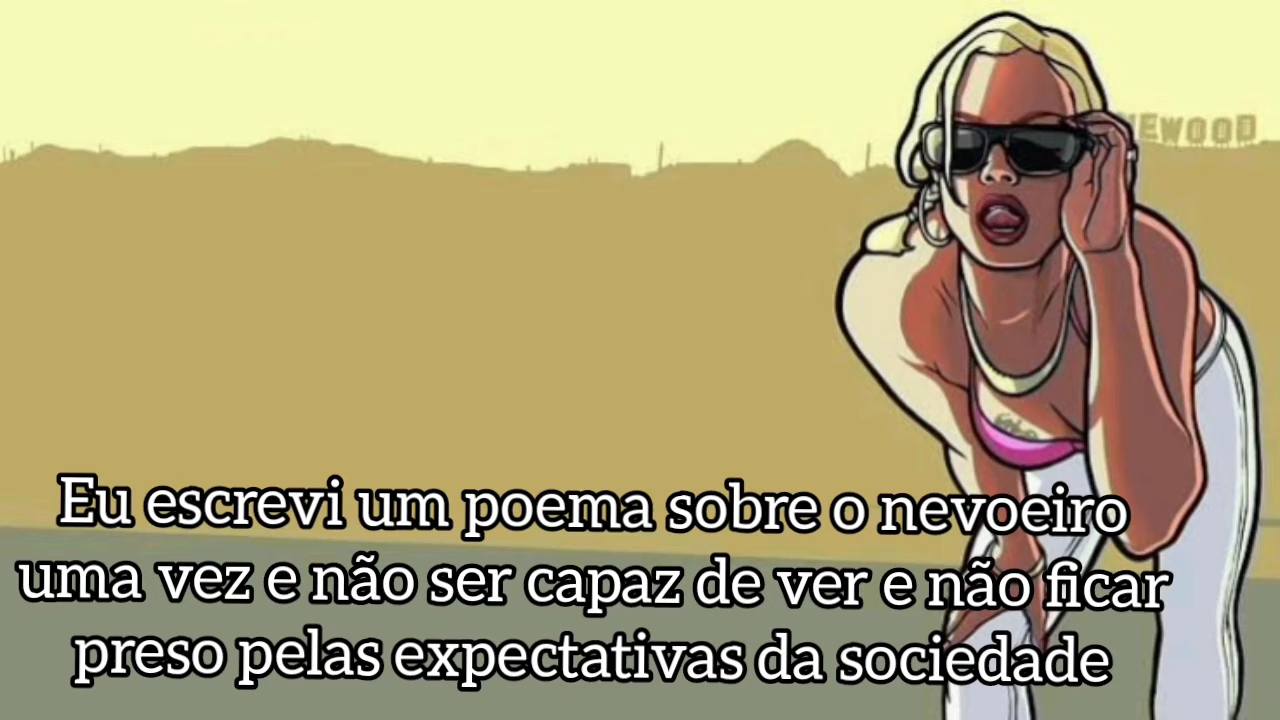 NEWOOD
Eu escrevi um poema sobre o nevoeiro
uma vez e não ser capaz de ver e não ficar
preso pelas expectativas da sociedade